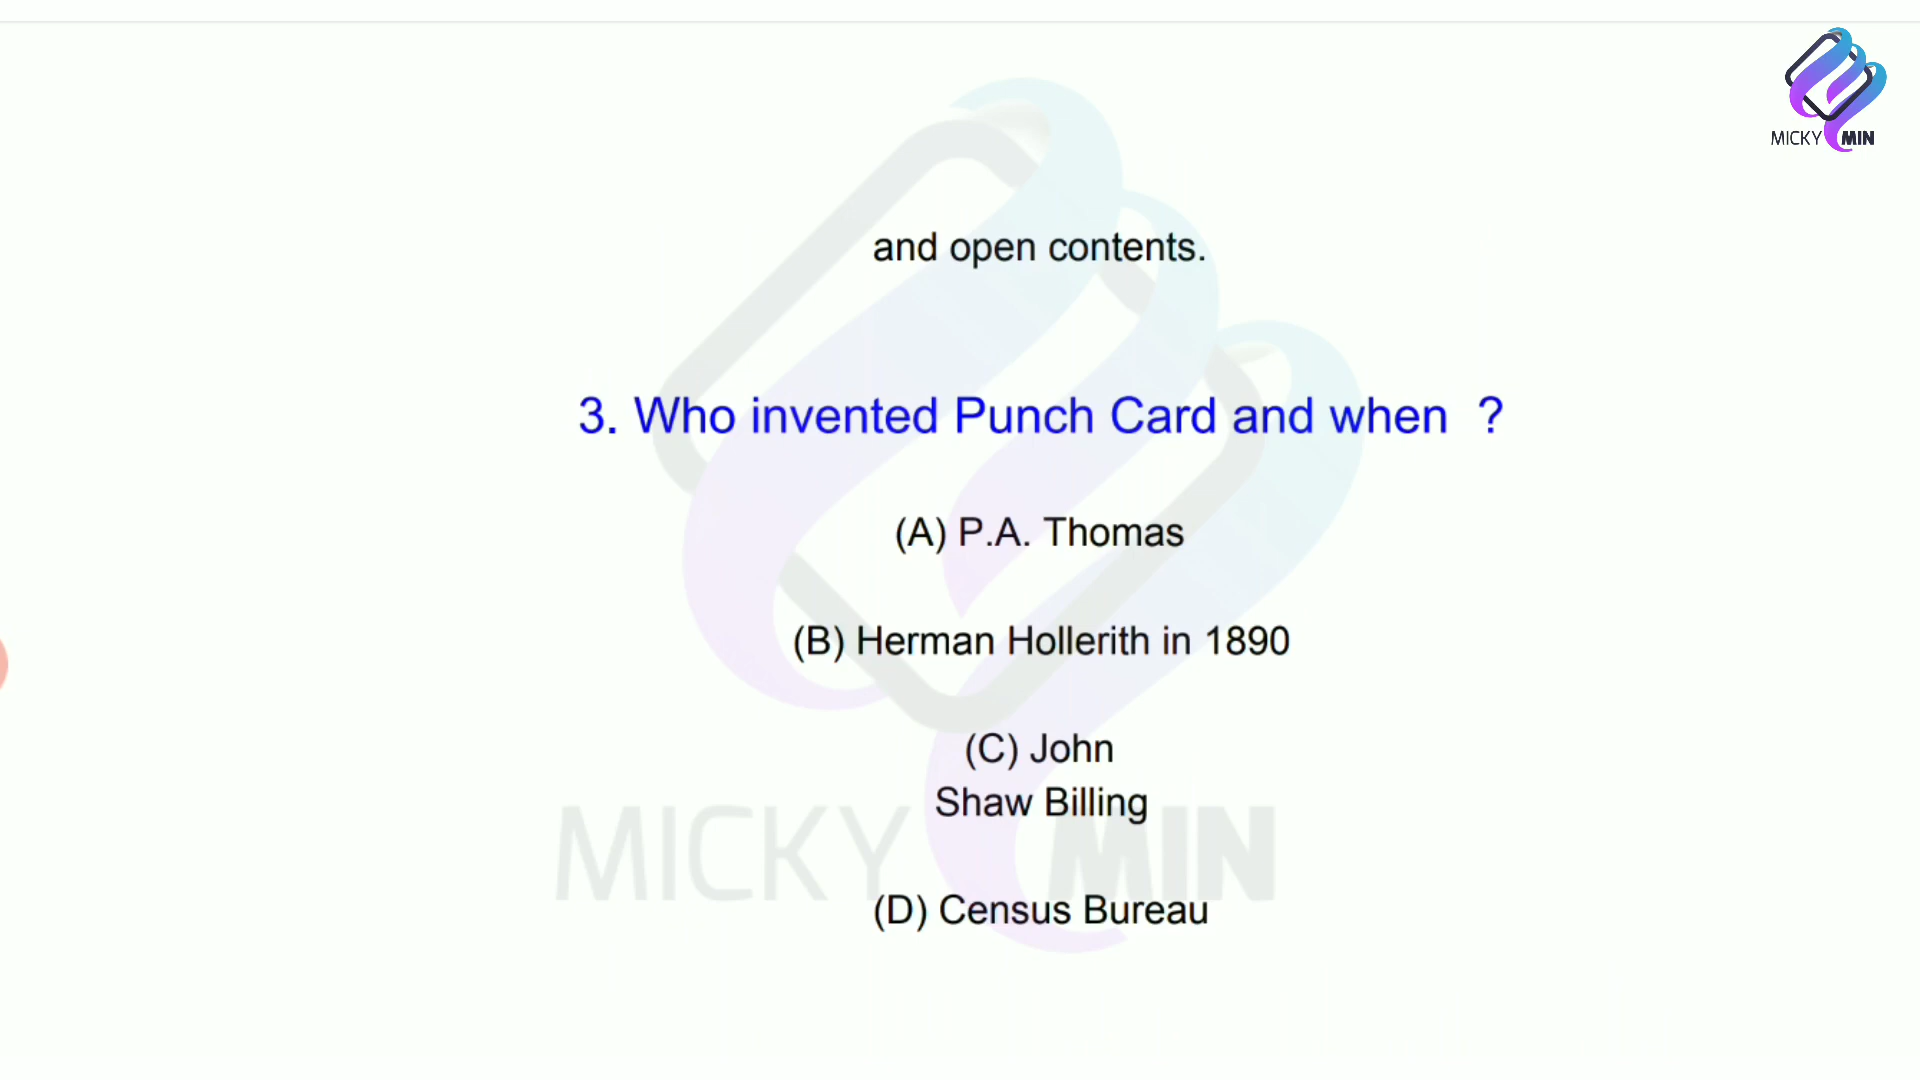 MICKY MIN
and open contents.
3. Who invented Punch Card and when ?
(A) P.A. Thomas
(B) Herman Hollerith in 1890
(C) John
Shaw Billing
MICKY MIN
(D) Census Bureau